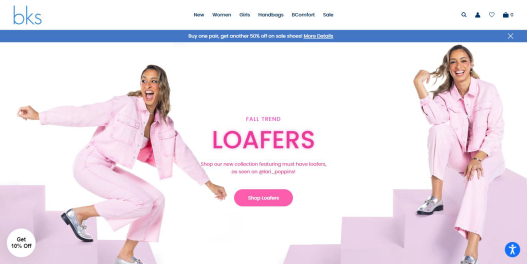 bks
New Women Girls Handbags BComfort Sale
0
Buy one pair, get another 50% off on sale shoes! More Details
FALL TREND
LOAFERS
Shop our new collection featuring must have loafers,
as seen on @lari_poppins!
Shop Loafers
Get
10% Off